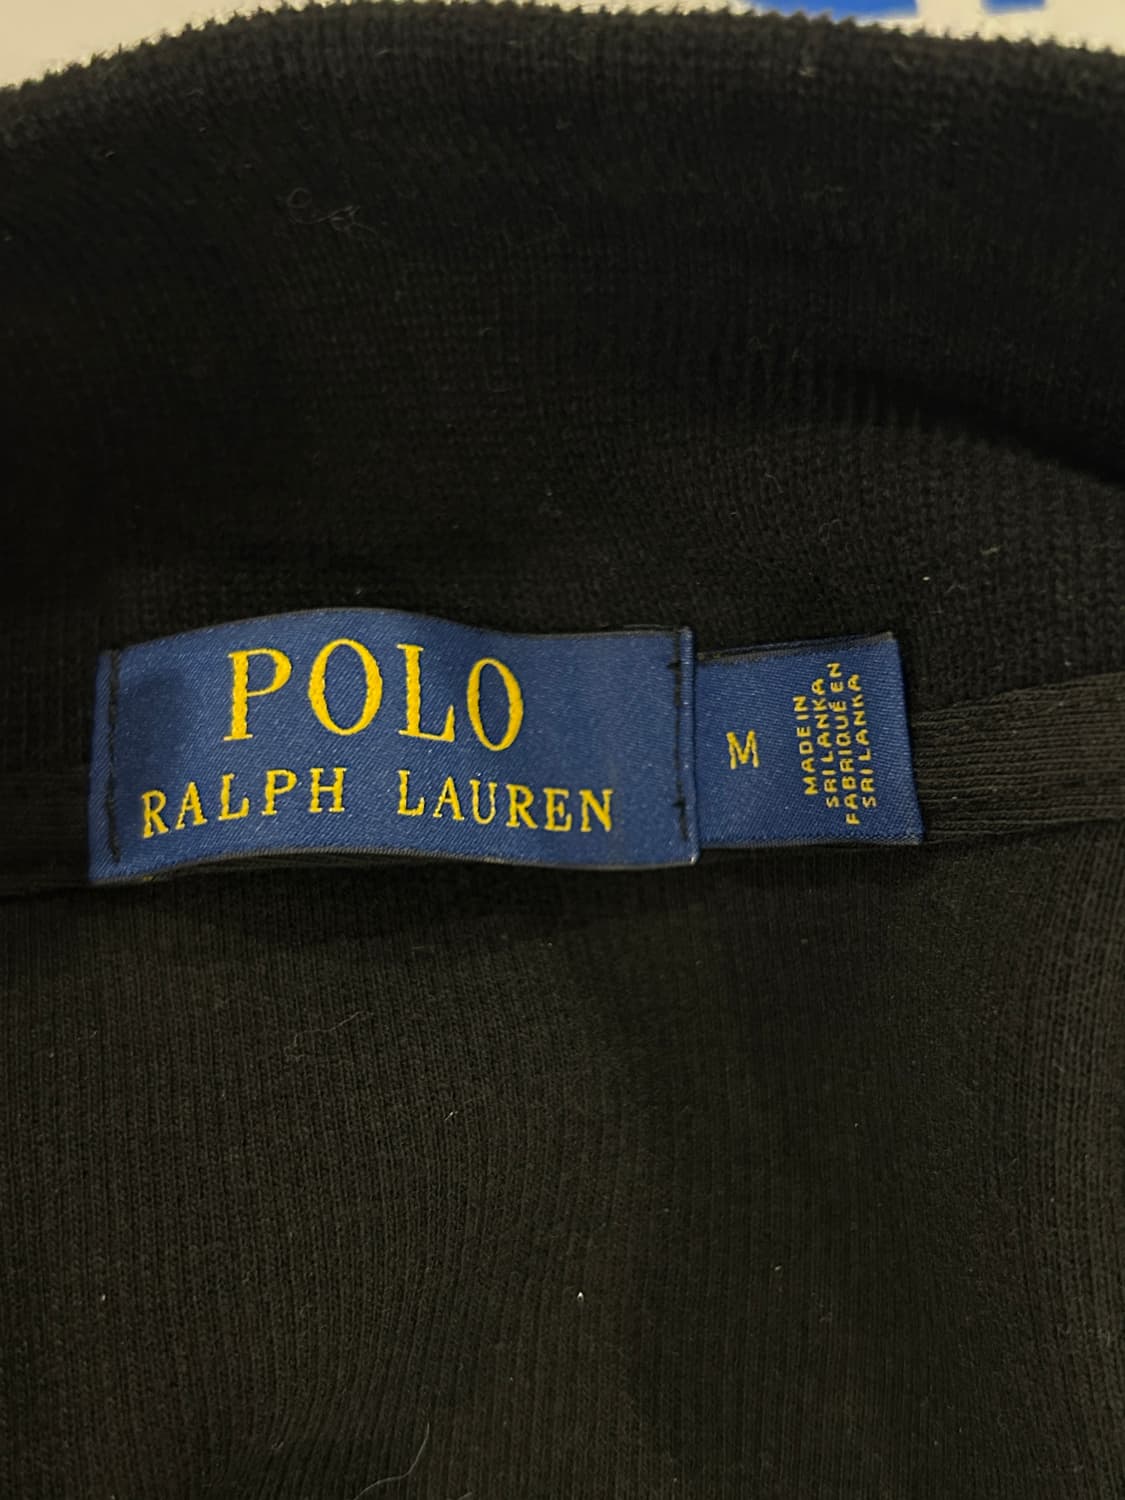 POLO
RALPH LAUREN
M
MADE IN
SRI LANKA
FABRIQUÉ EN
SRI LANKA